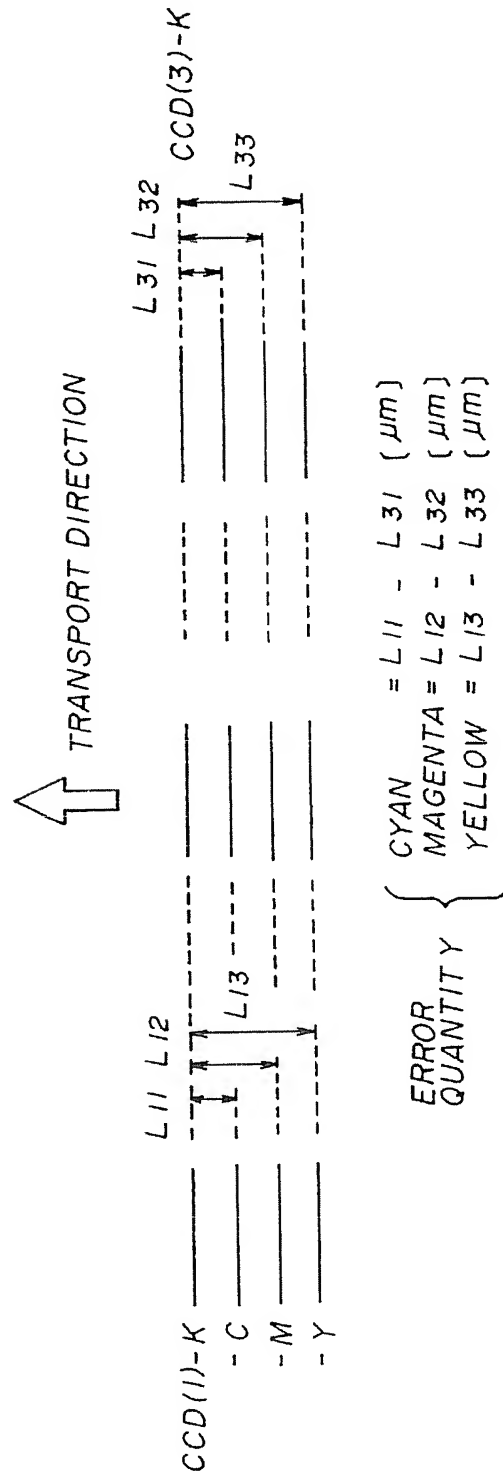 TRANSPORT DIRECTION
L11 L12
L13
L31 L32
L33
CCD(3)-K
CCD(1)-K
-C
-M
-Y
ERROR
QUANTITY
CYAN = L11 - L31 (µm)
MAGENTA = L12 - L32 (µm)
YELLOW = L13 - L33 (µm)